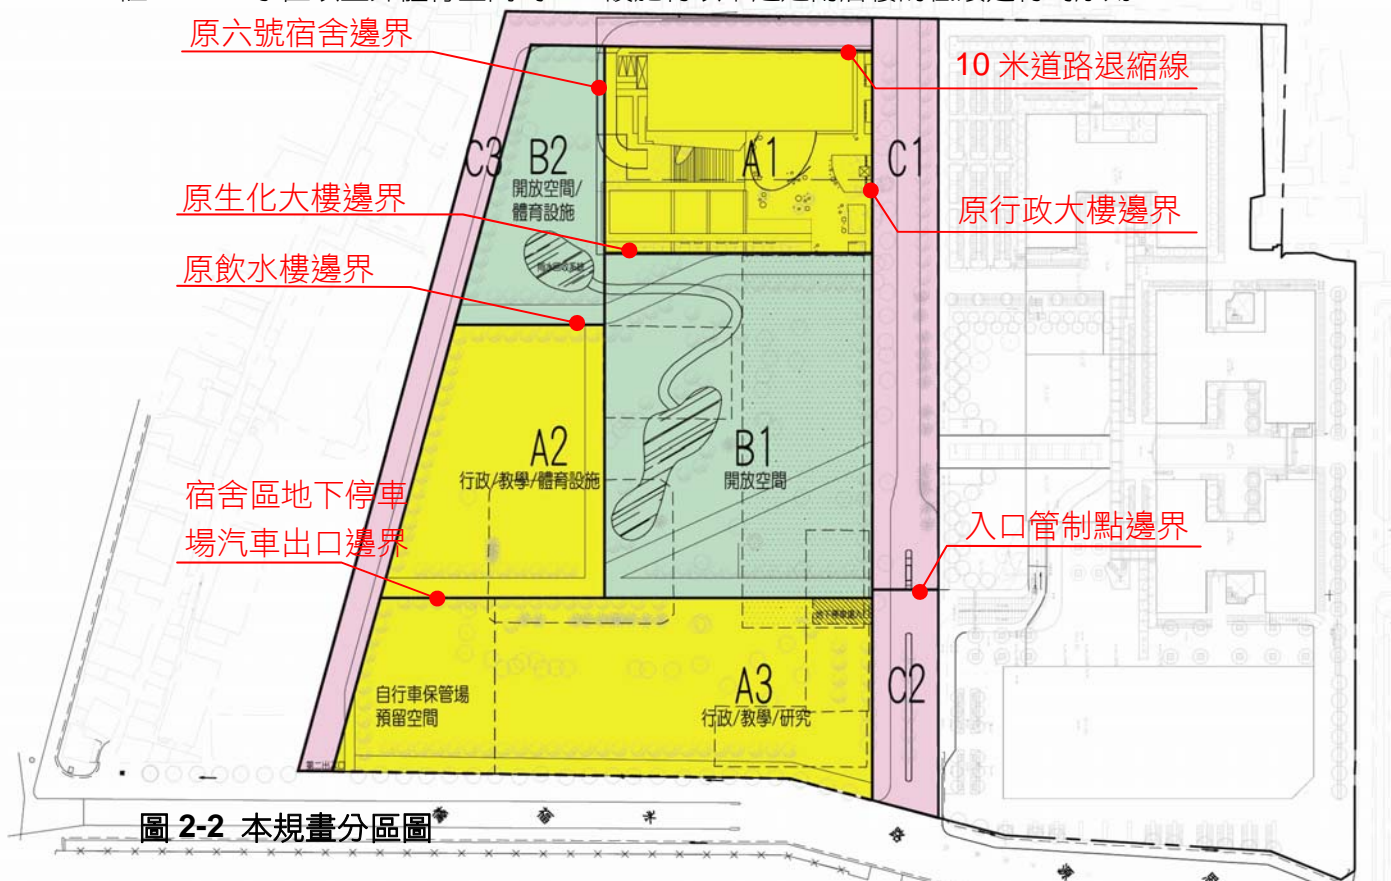 原六號宿舍邊界
10 米道路退縮線
C3
B2
開放空間/
體育設施
A1
C1
原生化大樓邊界
原行政大樓邊界
原飲水樓邊界
A2
行政/教學/體育設施
B1
開放空間
宿舍區地下停車
場汽車出口邊界
入口管制點邊界
自行車保管場
預留空間
A3
行政/教學/研究
C2
圖 2-2 本規畫分區圖